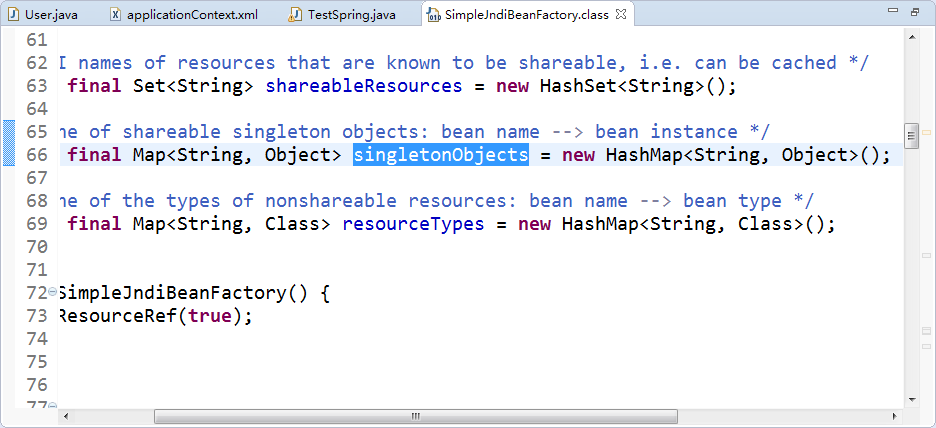 User.java applicationContext.xml TestSpring.java SimpleJndiBeanFactory.class
61
62 I names of resources that are known to be shareable, i.e. can be cached */
63 final Set<String> shareableResources = new HashSet<String>();
64
65 ne of shareable singleton objects: bean name --> bean instance */
66 final Map<String, Object> singletonObjects = new HashMap<String, Object>();
67
68 ne of the types of nonshareable resources: bean name --> bean type */
69 final Map<String, Class> resourceTypes = new HashMap<String, Class>();
70
71
72 SimpleJndiBeanFactory() {
73 ResourceRef(true);
74
75
76
77